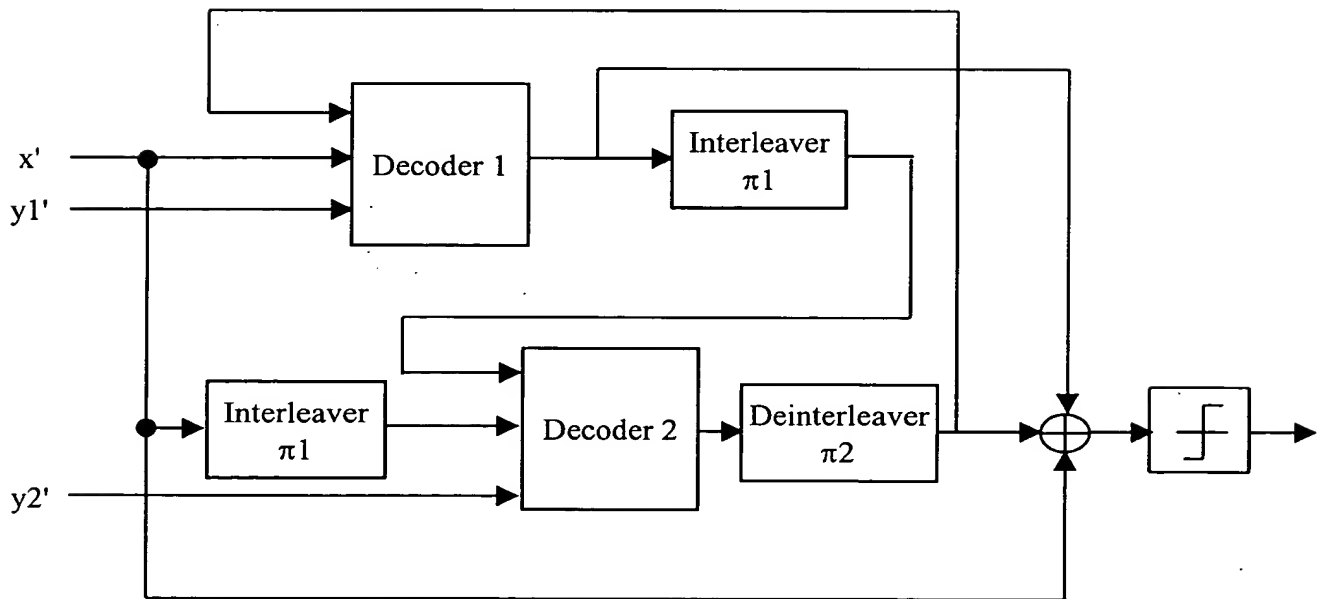 x'
y1'
Decoder 1
Interleaver
π1
Interleaver
π1
Decoder 2
Deinterleaver
π2
y2'